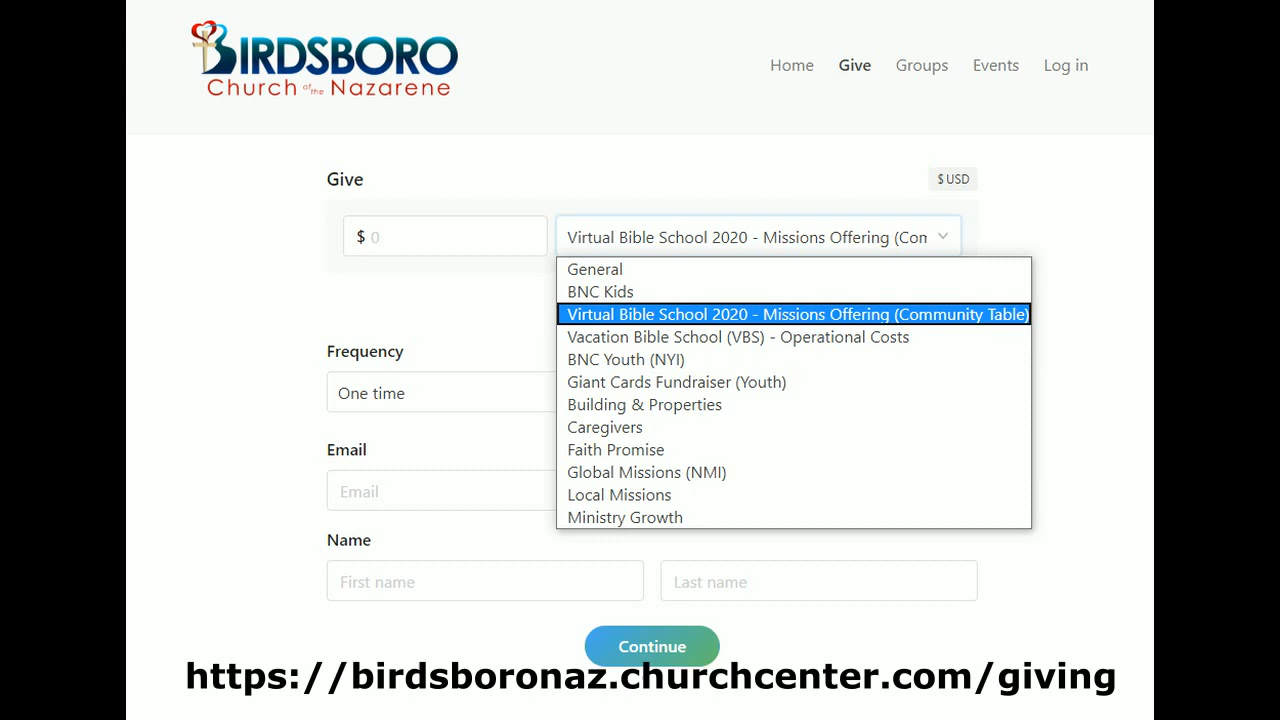 BIRDSBORO
Church of the Nazarene
Home Give Groups Events Log in
Give
$ USD
$ 0
Virtual Bible School 2020 - Missions Offering (Com
General
BNC Kids
Virtual Bible School 2020 - Missions Offering (Community Table)
Vacation Bible School (VBS) - Operational Costs
BNC Youth (NYI)
Giant Cards Fundraiser (Youth)
Building & Properties
Caregivers
Faith Promise
Global Missions (NMI)
Local Missions
Ministry Growth
Frequency
One time
Email
Email
Name
First name Last name
Continue
https://birdsboronaz.churchcenter.com/giving